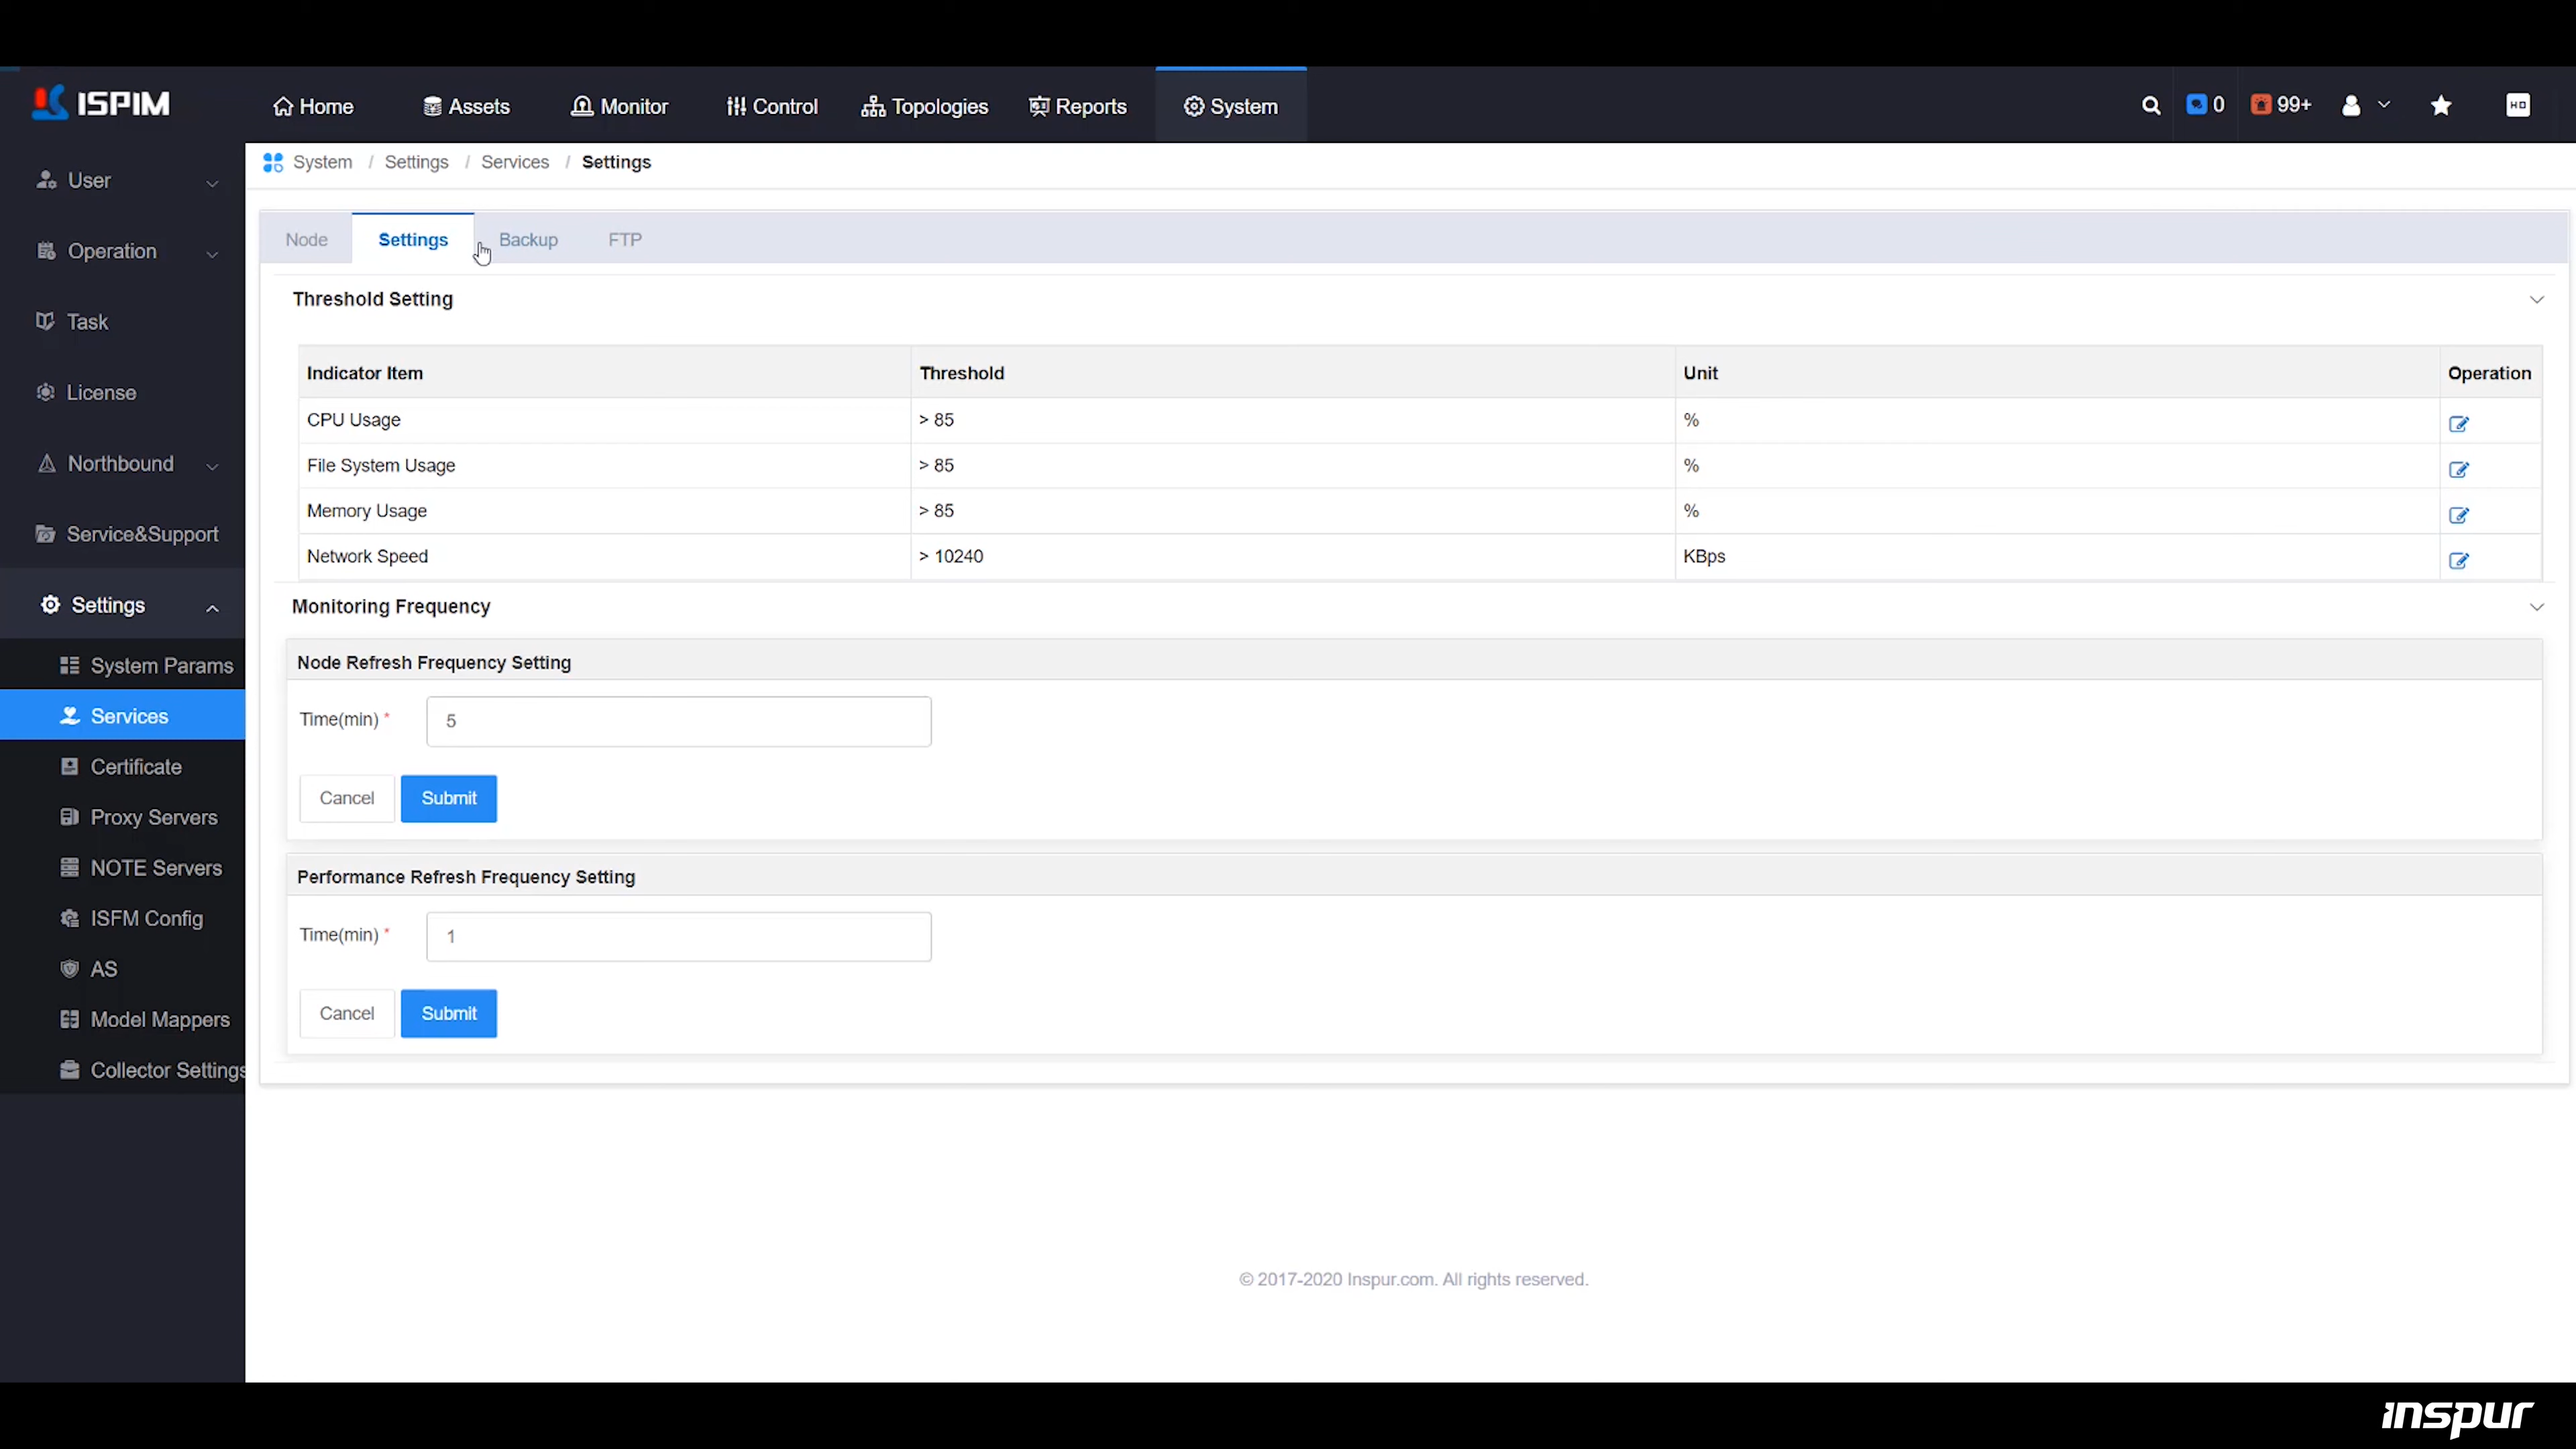 ISPIM
Home
Assets
Monitor
Control
Topologies
Reports
System
0
99+
HD
User
Operation
Task
License
Northbound
Service&Support
Settings
System Params
Services
Certificate
Proxy Servers
NOTE Servers
ISFM Config
AS
Model Mappers
Collector Settings
System / Settings / Services / Settings
Node
Settings
Backup
FTP
Threshold Setting
Indicator Item Threshold Unit Operation
CPU Usage > 85 %
File System Usage > 85 %
Memory Usage > 85 %
Network Speed > 10240 KBps
Monitoring Frequency
Node Refresh Frequency Setting
Time(min) * 5
Cancel Submit
Performance Refresh Frequency Setting
Time(min) * 1
Cancel Submit
© 2017-2020 Inspur.com. All rights reserved.
inspur